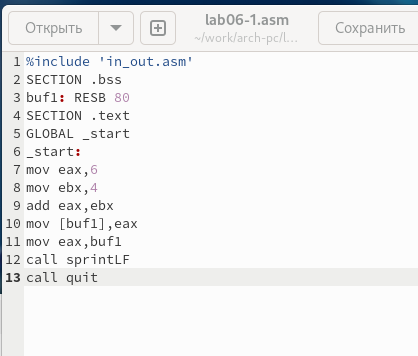 Открыть
lab06-1.asm
~/work/arch-pc/l...
Сохранить
1 %include 'in_out.asm'
2 SECTION .bss
3 buf1: RESB 80
4 SECTION .text
5 GLOBAL _start
6 _start:
7 mov eax,6
8 mov ebx,4
9 add eax,ebx
10 mov [buf1],eax
11 mov eax,buf1
12 call sprintLF
13 call quit